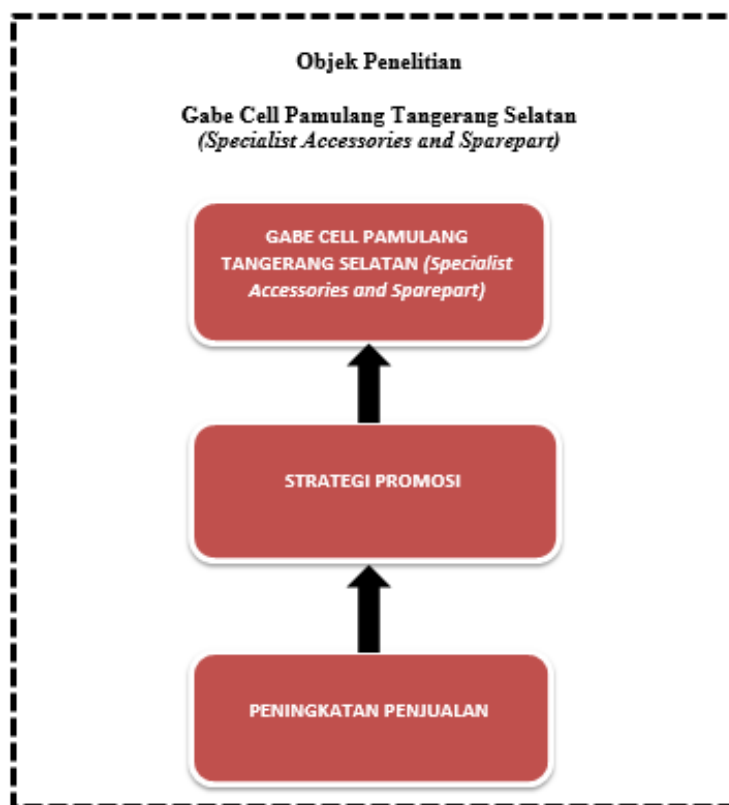 Objek Penelitian
Gabe Cell Pamulang Tangerang Selatan
(Specialist Accessories and Sparepart)
GABE CELL PAMULANG
TANGERANG SELATAN (Specialist
Accessories and Sparepart)
STRATEGI PROMOSI
PENINGKATAN PENJUALAN